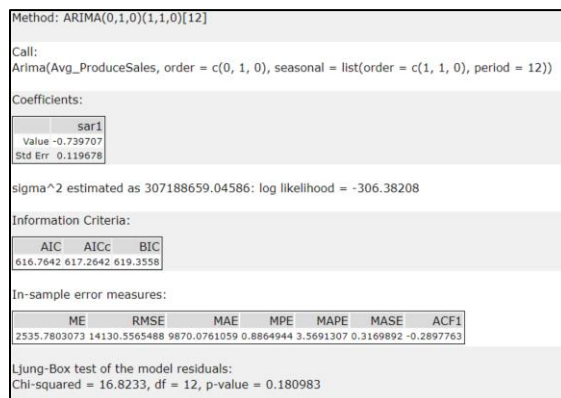 Method: ARIMA(0,1,0)(1,1,0)[12]
Call:
Arima(Avg_ProduceSales, order = c(0, 1, 0), seasonal = list(order = c(1, 1, 0), period = 12))
Coefficients:
sar1
Value -0.739707
Std Err 0.119678
sigma^2 estimated as 307188659.04586: log likelihood = -306.38208
Information Criteria:
AIC AICc BIC
616.7642 617.2642 619.3558
In-sample error measures:
ME RMSE MAE MPE MAPE MASE ACF1
2535.7803073 14130.5565488 9870.0761059 0.8864944 3.5691307 0.3169892 -0.2897763
Ljung-Box test of the model residuals:
Chi-squared = 16.8233, df = 12, p-value = 0.180983